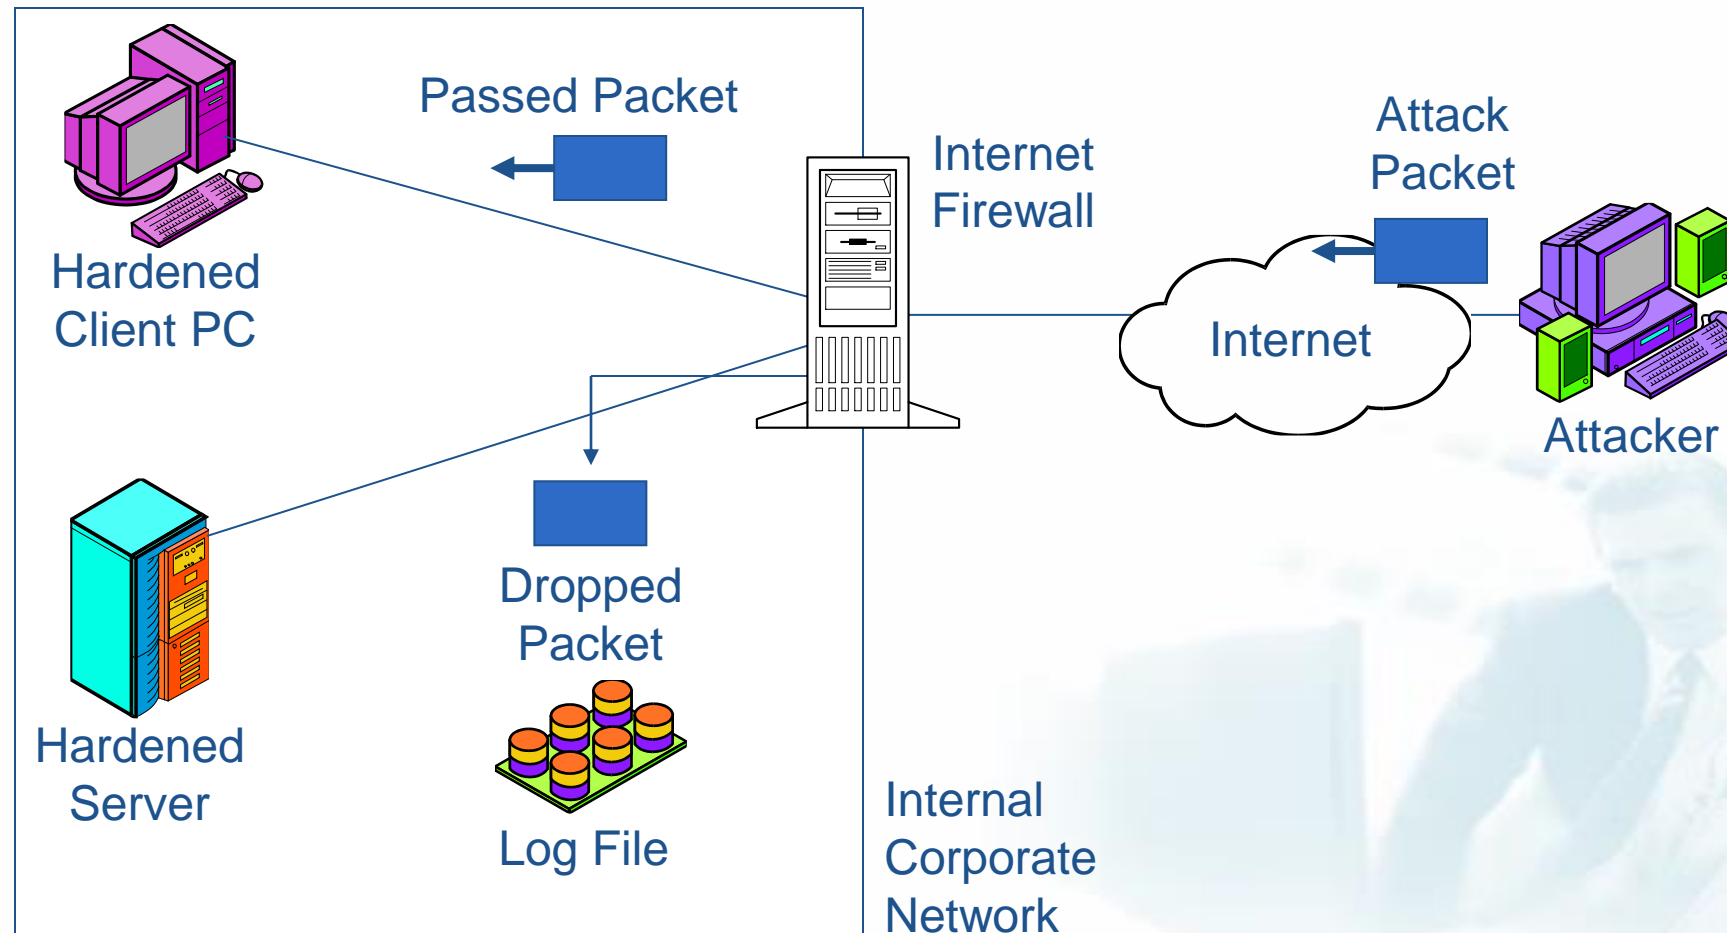 Passed Packet
Attack
Packet
Internet
Firewall
Hardened
Client PC
Internet
Attacker
Dropped
Packet
Hardened
Server
Log File
Internal
Corporate
Network